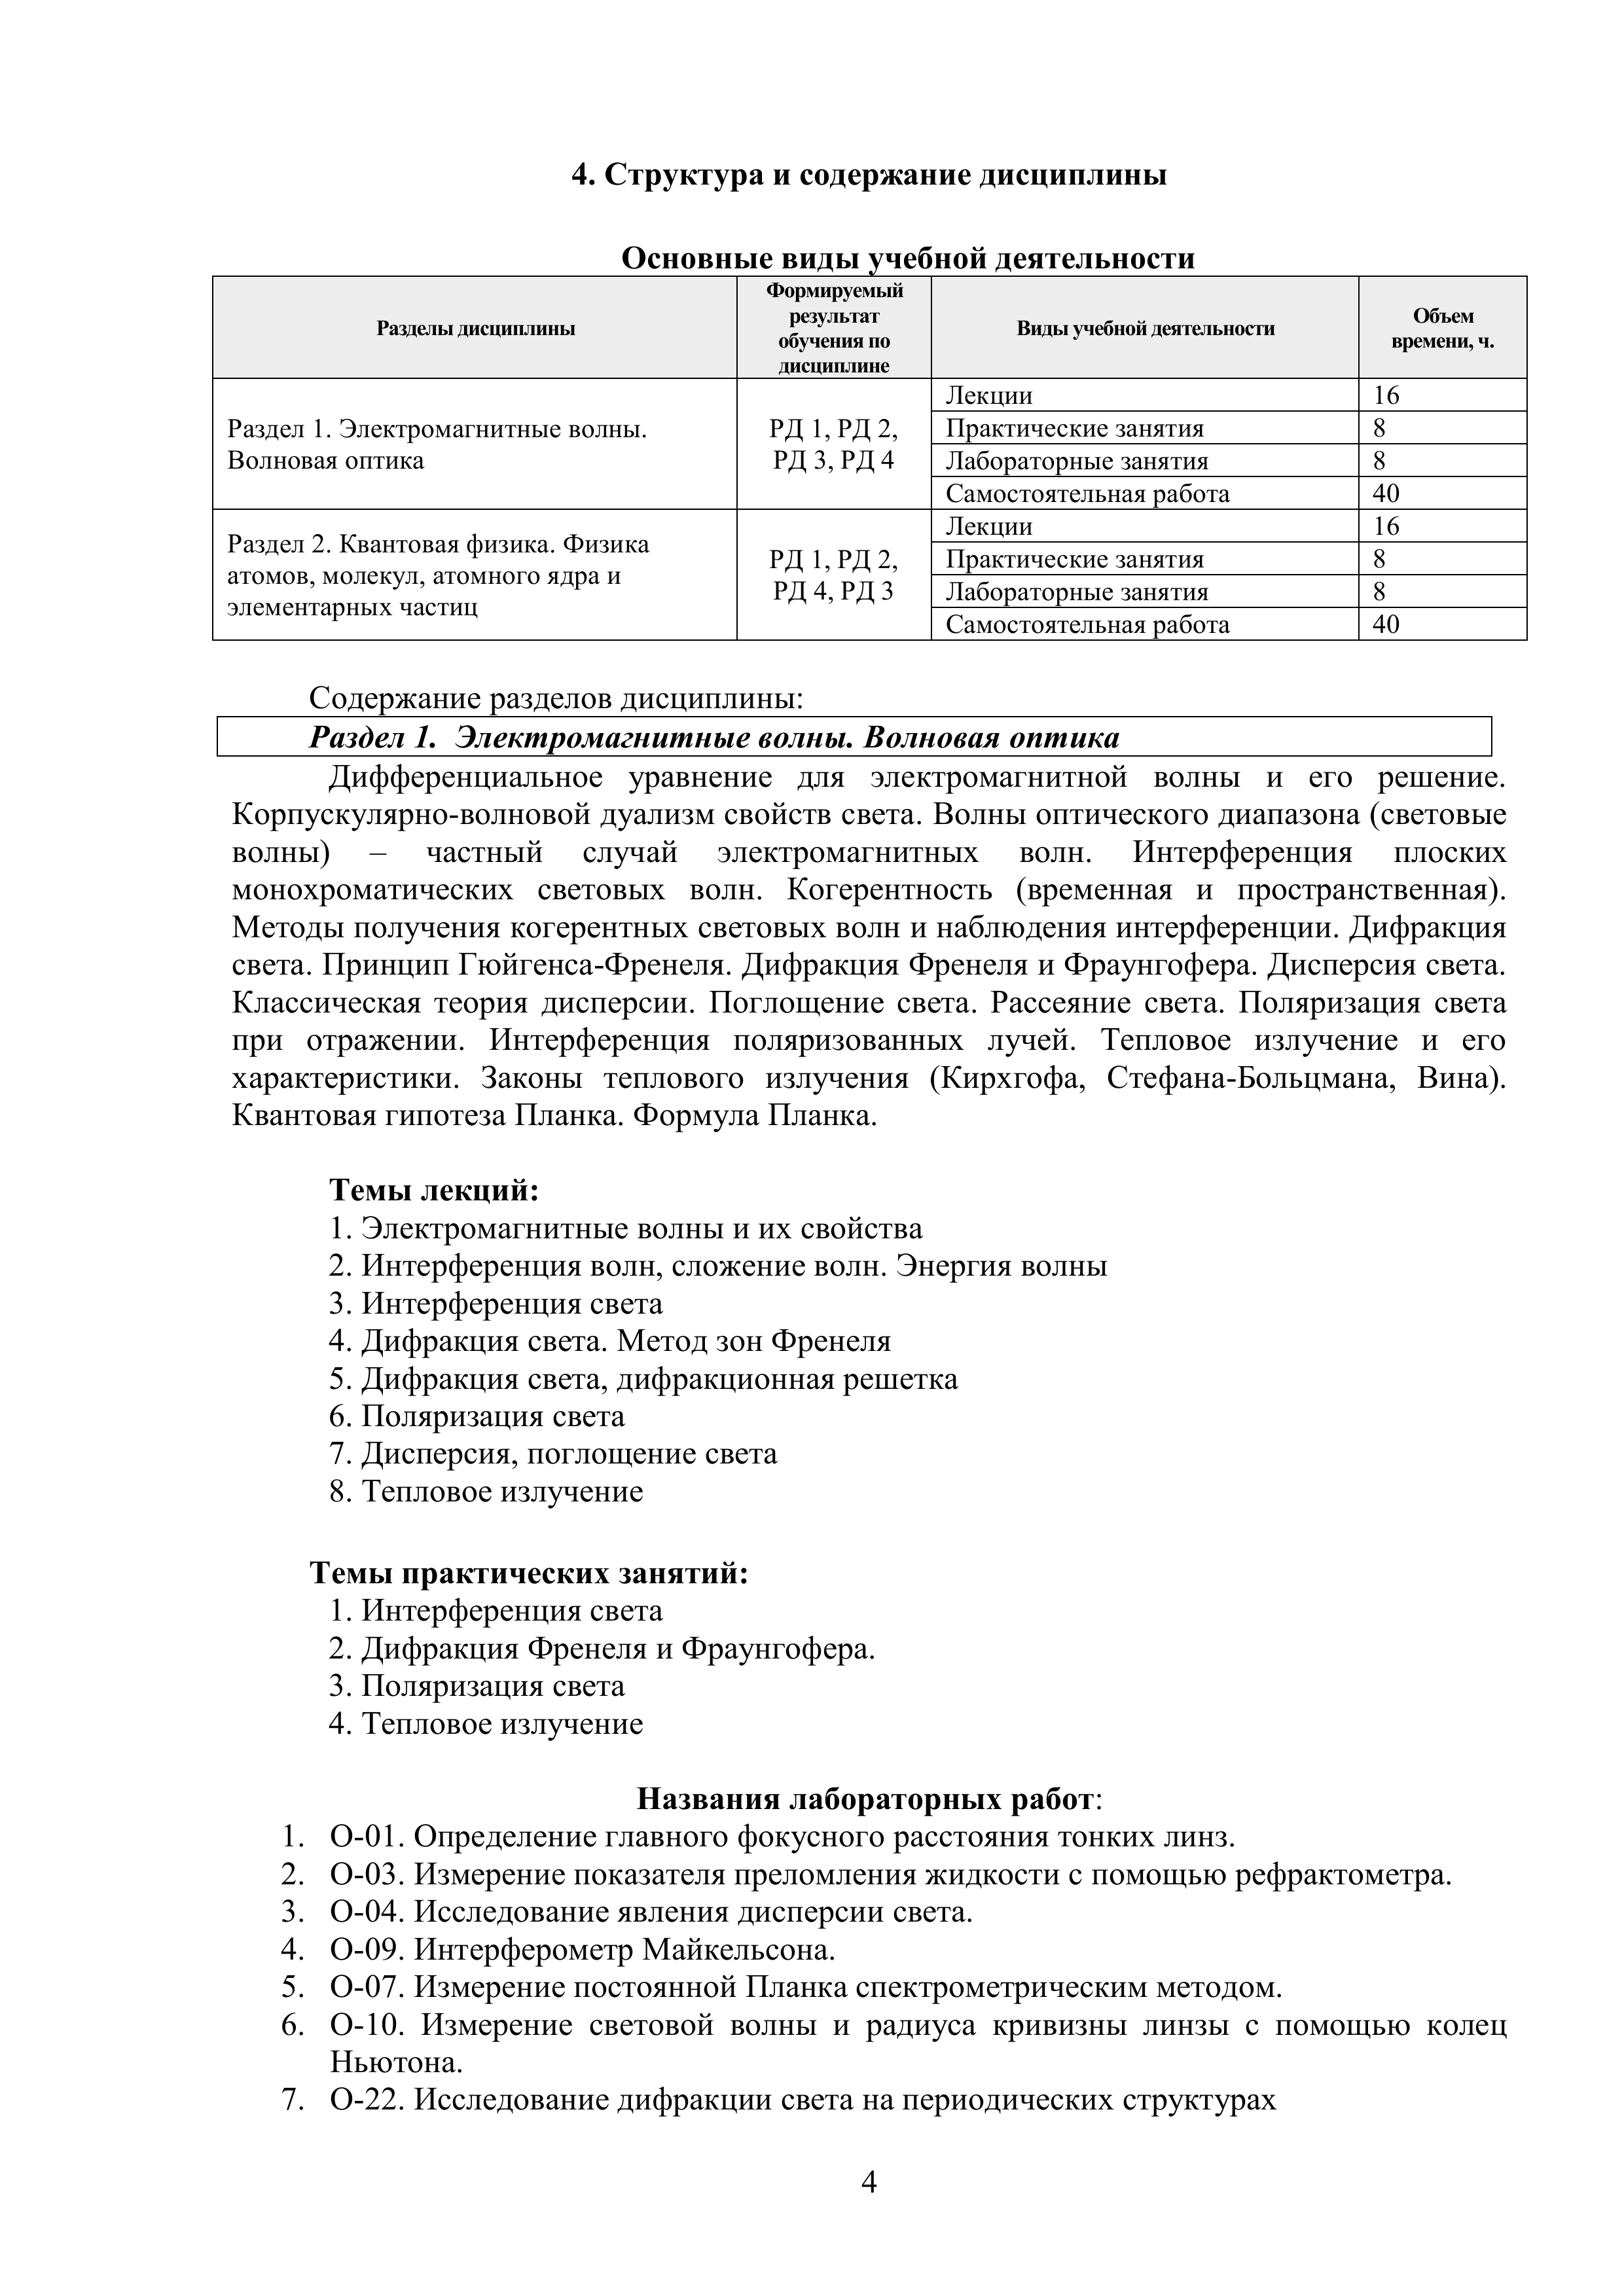 4. Структура и содержание дисциплины
Основные виды учебной деятельности
Разделы дисциплины
Формируемый
результат
обучения по
дисциплине
Виды учебной деятельности
Объем
времени, ч.
Раздел 1. Электромагнитные волны.
Волновая оптика
РД 1, РД 2,
РД 3, РД 4
Лекции
16
Практические занятия
8
Лабораторные занятия
8
Самостоятельная работа
40
Раздел 2. Квантовая физика. Физика
атомов, молекул, атомного ядра и
элементарных частиц
РД 1, РД 2,
РД 4, РД 3
Лекции
16
Практические занятия
8
Лабораторные занятия
8
Самостоятельная работа
40
Содержание разделов дисциплины:
Раздел 1. Электромагнитные волны. Волновая оптика
Дифференциальное уравнение для электромагнитной волны и его решение.
Корпускулярно-волновой дуализм свойств света. Волны оптического диапазона (световые
волны) – частный случай электромагнитных волн. Интерференция плоских
монохроматических световых волн. Когерентность (временная и пространственная).
Методы получения когерентных световых волн и наблюдения интерференции. Дифракция
света. Принцип Гюйгенса-Френеля. Дифракция Френеля и Фраунгофера. Дисперсия света.
Классическая теория дисперсии. Поглощение света. Рассеяние света. Поляризация света
при отражении. Интерференция поляризованных лучей. Тепловое излучение и его
характеристики. Законы теплового излучения (Кирхгофа, Стефана-Больцмана, Вина).
Квантовая гипотеза Планка. Формула Планка.
Темы лекций:
1. Электромагнитные волны и их свойства
2. Интерференция волн, сложение волн. Энергия волны
3. Интерференция света
4. Дифракция света. Метод зон Френеля
5. Дифракция света, дифракционная решетка
6. Поляризация света
7. Дисперсия, поглощение света
8. Тепловое излучение
Темы практических занятий:
1. Интерференция света
2. Дифракция Френеля и Фраунгофера.
3. Поляризация света
4. Тепловое излучение
Названия лабораторных работ:
1. О-01. Определение главного фокусного расстояния тонких линз.
2. О-03. Измерение показателя преломления жидкости с помощью рефрактометра.
3. О-04. Исследование явления дисперсии света.
4. О-09. Интерферометр Майкельсона.
5. О-07. Измерение постоянной Планка спектрометрическим методом.
6. О-10. Измерение световой волны и радиуса кривизны линзы с помощью колец
Ньютона.
7. О-22. Исследование дифракции света на периодических структурах
4